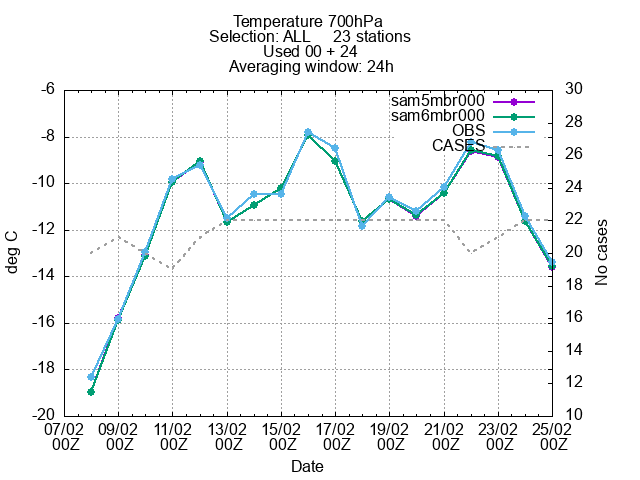 Temperature 700hPa
Selection: ALL 23 stations
Used 00 + 24
Averaging window: 24h
-6 30
sam5mbr000
sam6mbr000 28
OBS
-8
CASES 26
-10 24
22
-12
20
-14
18
-16 16
14
-18
12
-20 10
deg C
No cases
07/02 09/02 11/02 13/02 15/02 17/02 19/02 21/02 23/02 25/02
00Z 00Z 00Z 00Z 00Z 00Z 00Z 00Z 00Z 00Z
Date